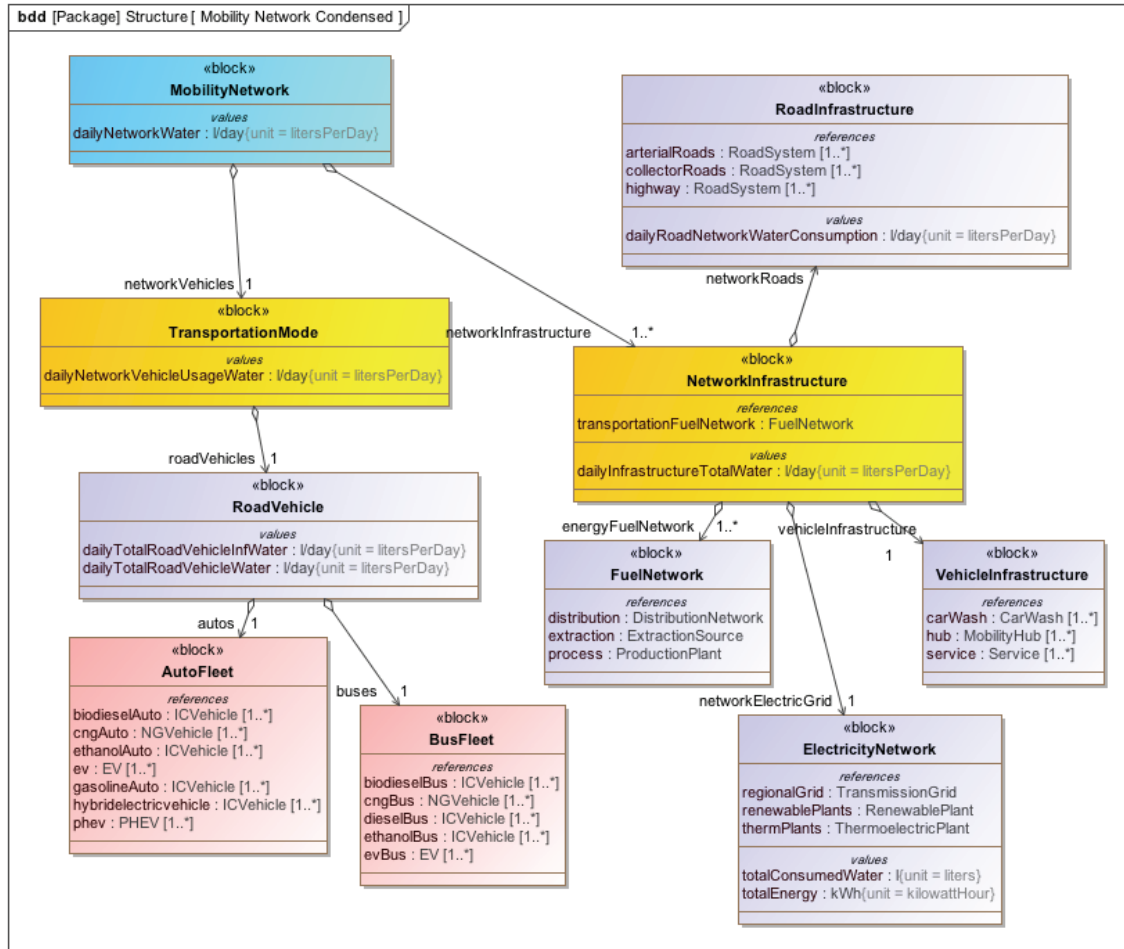 bdd [Package] Structure [ Mobility Network Condensed ]
«block»
MobilityNetwork
values
dailyNetworkWater : l/day{unit = litersPerDay}
«block»
RoadInfrastructure
references
arterialRoads : RoadSystem [1..*]
collectorRoads : RoadSystem [1..*]
highway : RoadSystem [1..*]
values
dailyRoadNetworkWaterConsumption : l/day{unit = litersPerDay}
networkVehicles 1
networkRoads
«block»
TransportationMode
values
dailyNetworkVehicleUsageWater : l/day{unit = litersPerDay}
networkInfrastructure 1..*
«block»
NetworkInfrastructure
references
transportationFuelNetwork : FuelNetwork
values
dailyInfrastructureTotalWater : l/day{unit = litersPerDay}
roadVehicles 1
«block»
RoadVehicle
values
dailyTotalRoadVehicleInfWater : l/day{unit = litersPerDay}
dailyTotalRoadVehicleWater : l/day{unit = litersPerDay}
energyFuelNetwork 1..*
vehicleInfrastructure
1
«block»
FuelNetwork
references
distribution : DistributionNetwork
extraction : ExtractionSource
process : ProductionPlant
«block»
VehicleInfrastructure
references
carWash : CarWash [1..*]
hub : MobilityHub [1..*]
service : Service [1..*]
autos 1
«block»
AutoFleet
references
biodieselAuto : ICVehicle [1..*]
cngAuto : NGVehicle [1..*]
ethanolAuto : ICVehicle [1..*]
ev : EV [1..*]
gasolineAuto : ICVehicle [1..*]
hybridelectricvehicle : ICVehicle [1..*]
phev : PHEV [1..*]
buses 1
«block»
BusFleet
references
biodieselBus : ICVehicle [1..*]
cngBus : NGVehicle [1..*]
dieselBus : ICVehicle [1..*]
ethanolBus : ICVehicle [1..*]
evBus : EV [1..*]
networkElectricGrid 1
«block»
ElectricityNetwork
references
regionalGrid : TransmissionGrid
renewablePlants : RenewablePlant
thermPlants : ThermoelectricPlant
values
totalConsumedWater : l{unit = liters}
totalEnergy : kWh{unit = kilowattHour}